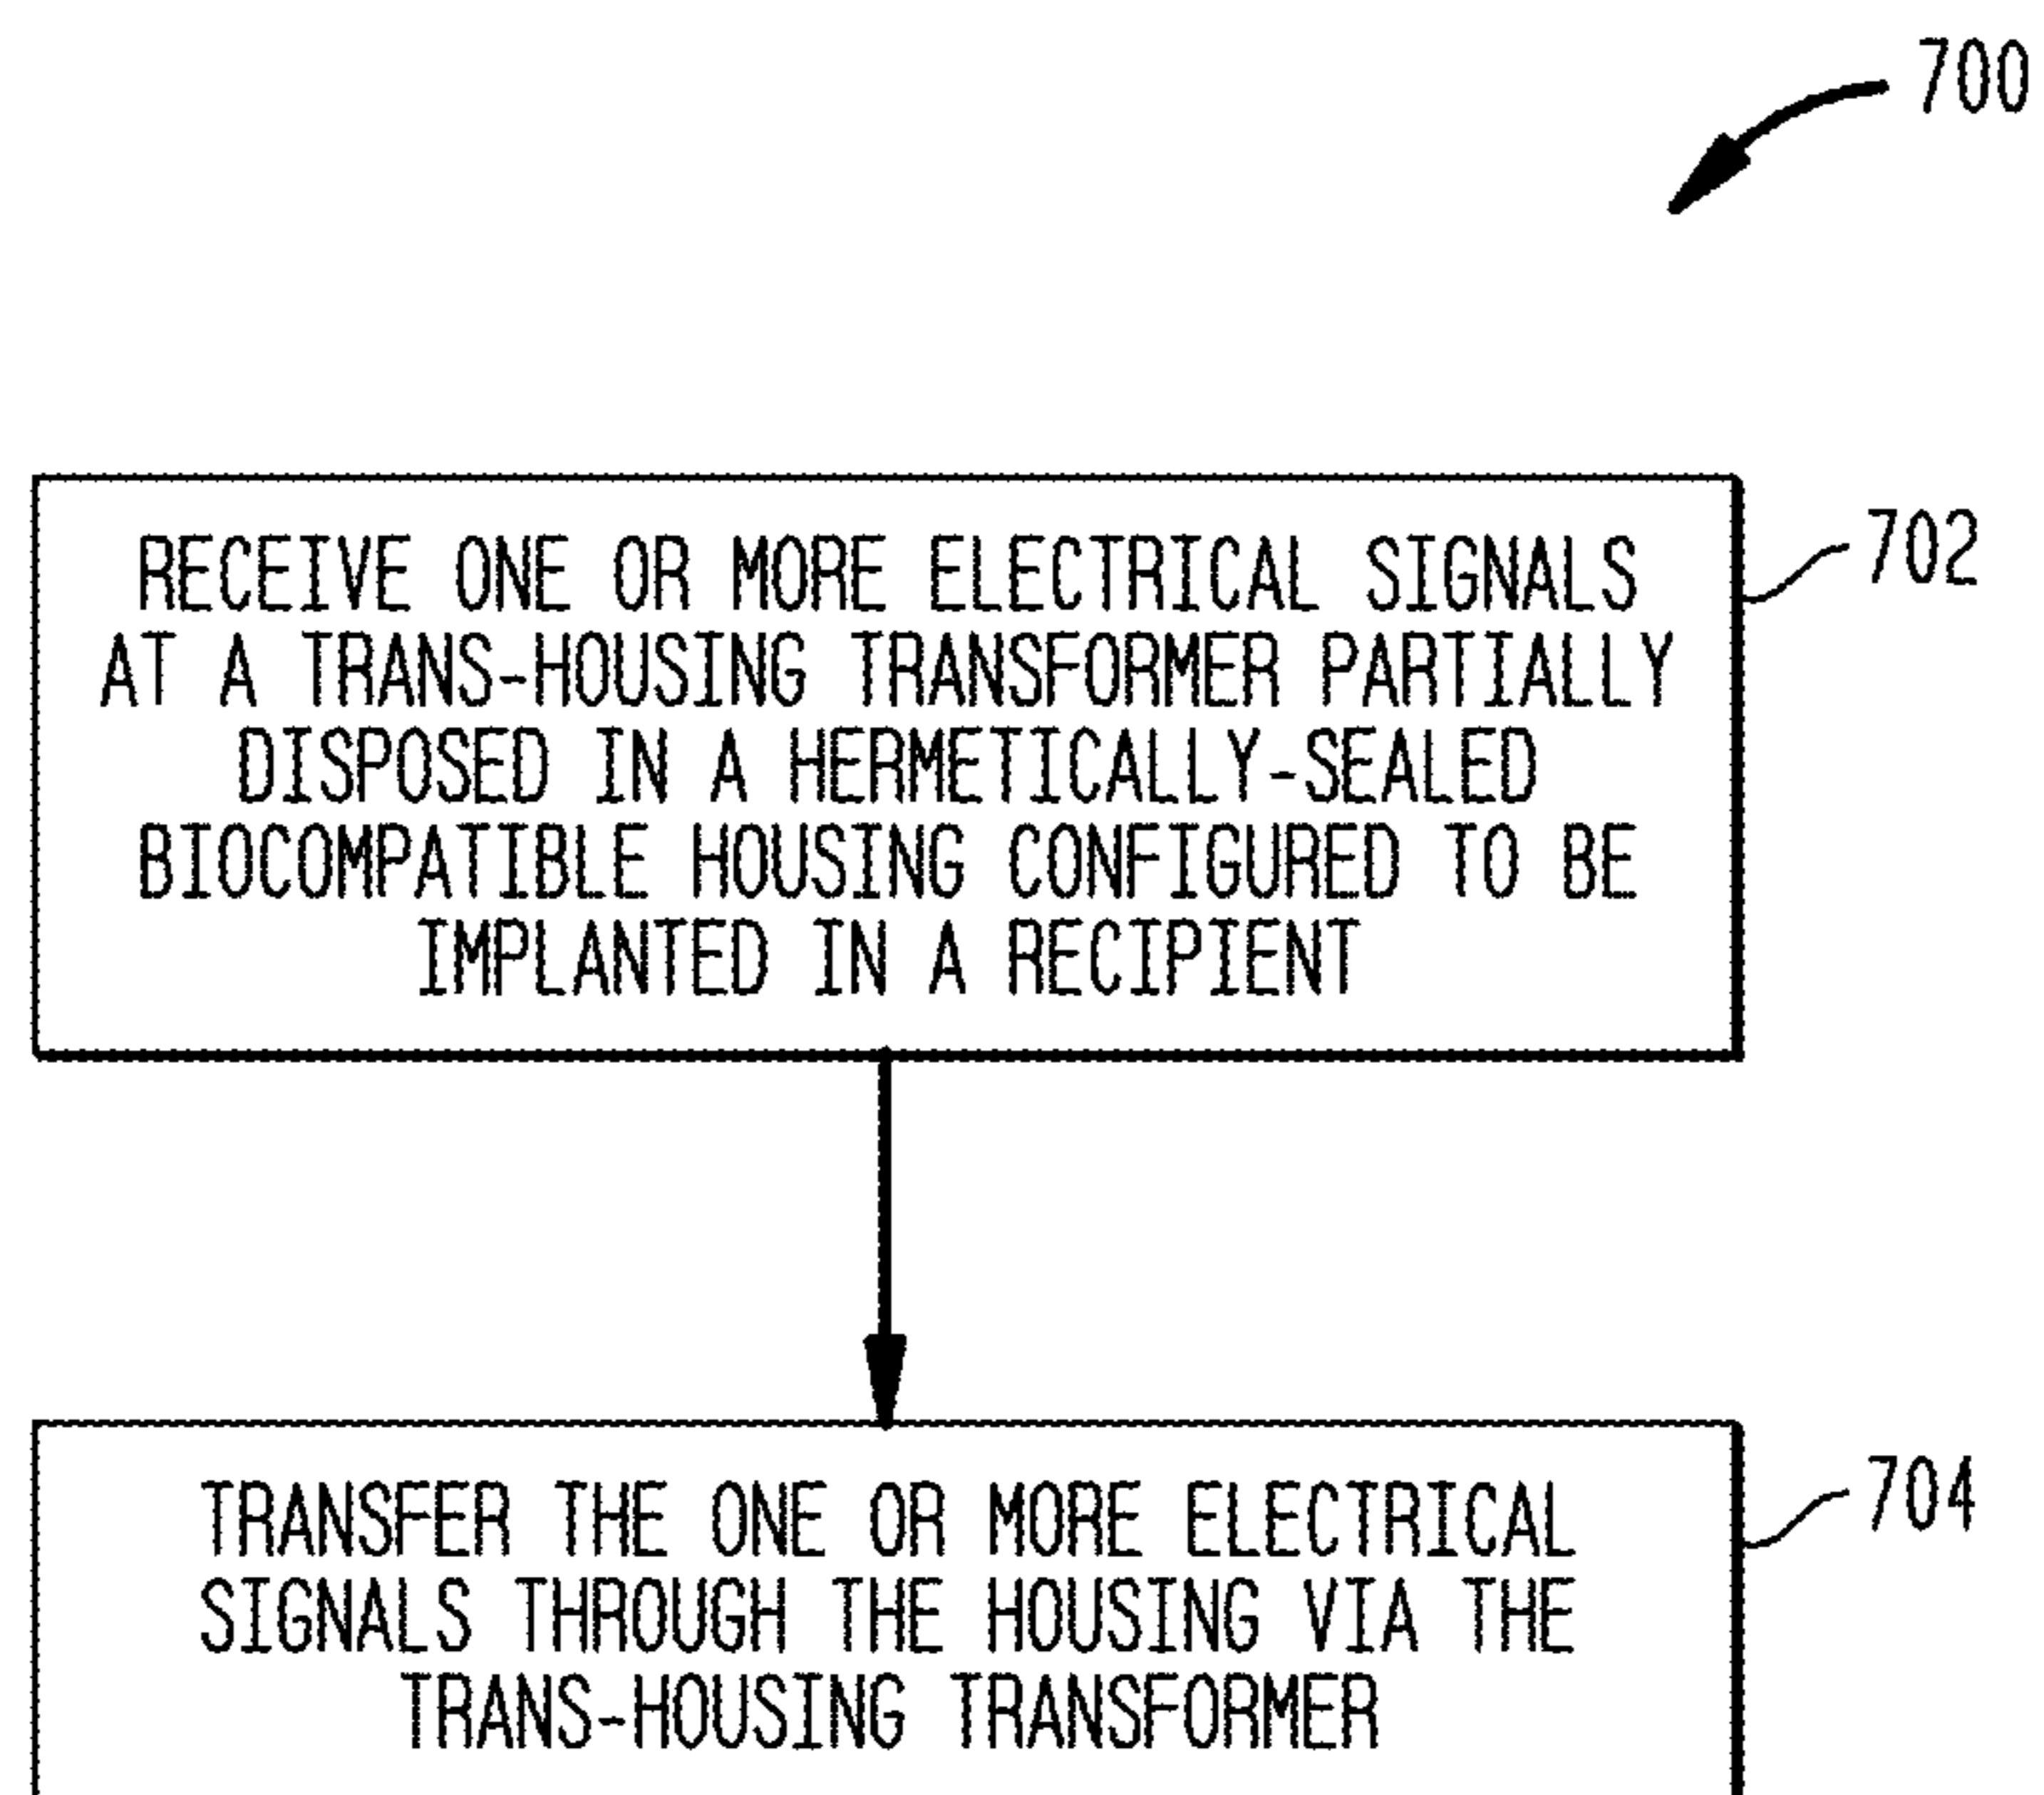 700
RECEIVE ONE OR MORE ELECTRICAL SIGNALS
AT A TRANS-HOUSING TRANSFORMER PARTIALLY
DISPOSED IN A HERMETICALLY-SEALED
BIOCOMPATIBLE HOUSING CONFIGURED TO BE
IMPLANTED IN A RECIPIENT
702
TRANSFER THE ONE OR MORE ELECTRICAL
SIGNALS THROUGH THE HOUSING VIA THE
TRANS-HOUSING TRANSFORMER
704